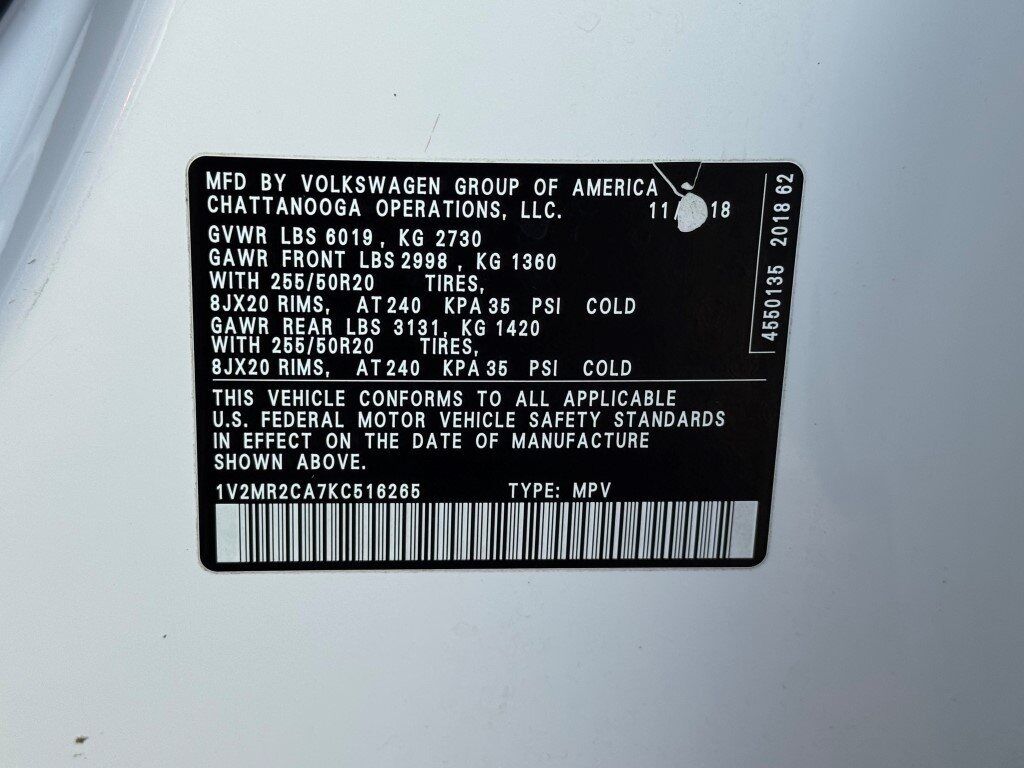 MFD BY VOLKSWAGEN GROUP OF AMERICA
CHATTANOOGA OPERATIONS, LLC. 11/ 18
GVWR LBS 6019, KG 2730
GAWR FRONT LBS 2998, KG 1360
WITH 255/50R20 TIRES,
8JX20 RIMS, AT 240 KPA 35 PSI COLD
GAWR REAR LBS 3131, KG 1420
WITH 255/50R20 TIRES,
8JX20 RIMS, AT 240 KPA 35 PSI COLD
THIS VEHICLE CONFORMS TO ALL APPLICABLE
U.S. FEDERAL MOTOR VEHICLE SAFETY STANDARDS
IN EFFECT ON THE DATE OF MANUFACTURE
SHOWN ABOVE.
1V2MR2CA7KC516265 TYPE: MPV
4550135 2018 62